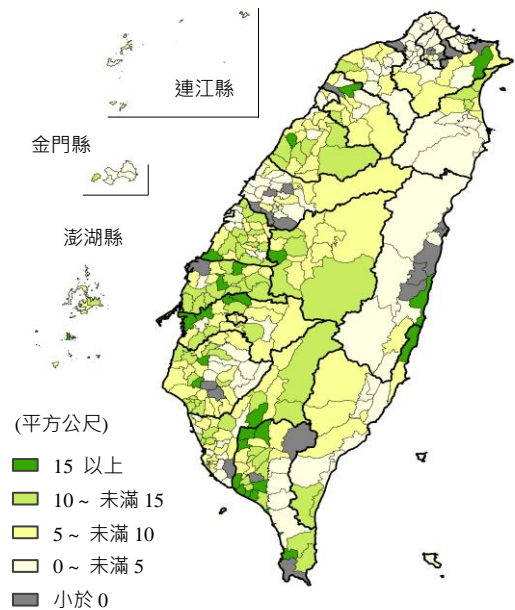 連江縣
金門縣
澎湖縣
(平方公尺)
15 以上
10 ~ 未滿 15
5 ~ 未滿 10
0 ~ 未滿 5
小於 0